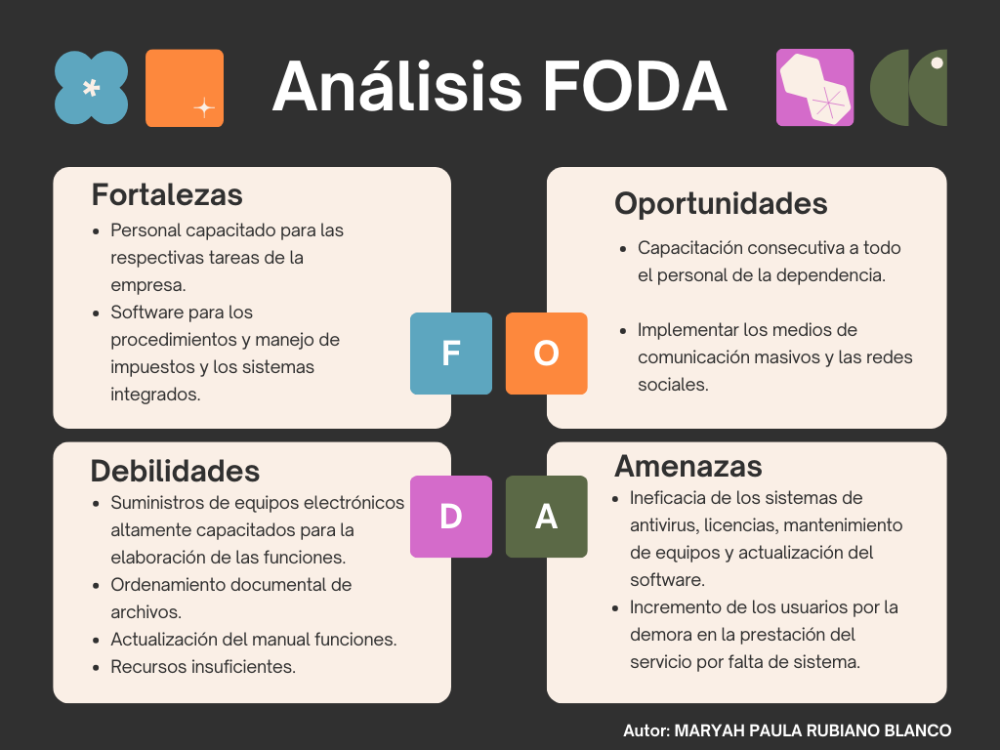 Análisis FODA
Fortalezas
• Personal capacitado para las
respectivas tareas de la
empresa.
• Software para los
procedimientos y manejo de
impuestos y los sistemas
integrados.
Oportunidades
• Capacitación consecutiva a todo
el personal de la dependencia.
• Implementar los medios de
comunicación masivos y las redes
sociales.
F
O
Debilidades
• Suministros de equipos electrónicos
altamente capacitados para la
elaboración de las funciones.
• Ordenamiento documental de
archivos.
• Actualización del manual funciones.
• Recursos insuficientes.
D
A
Amenazas
• Ineficacia de los sistemas de
antivirus, licencias, mantenimiento
de equipos y actualización del
software.
• Incremento de los usuarios por la
demora en la prestación del
servicio por falta de sistema.
Autor: MARYAH PAULA RUBIANO BLANCO